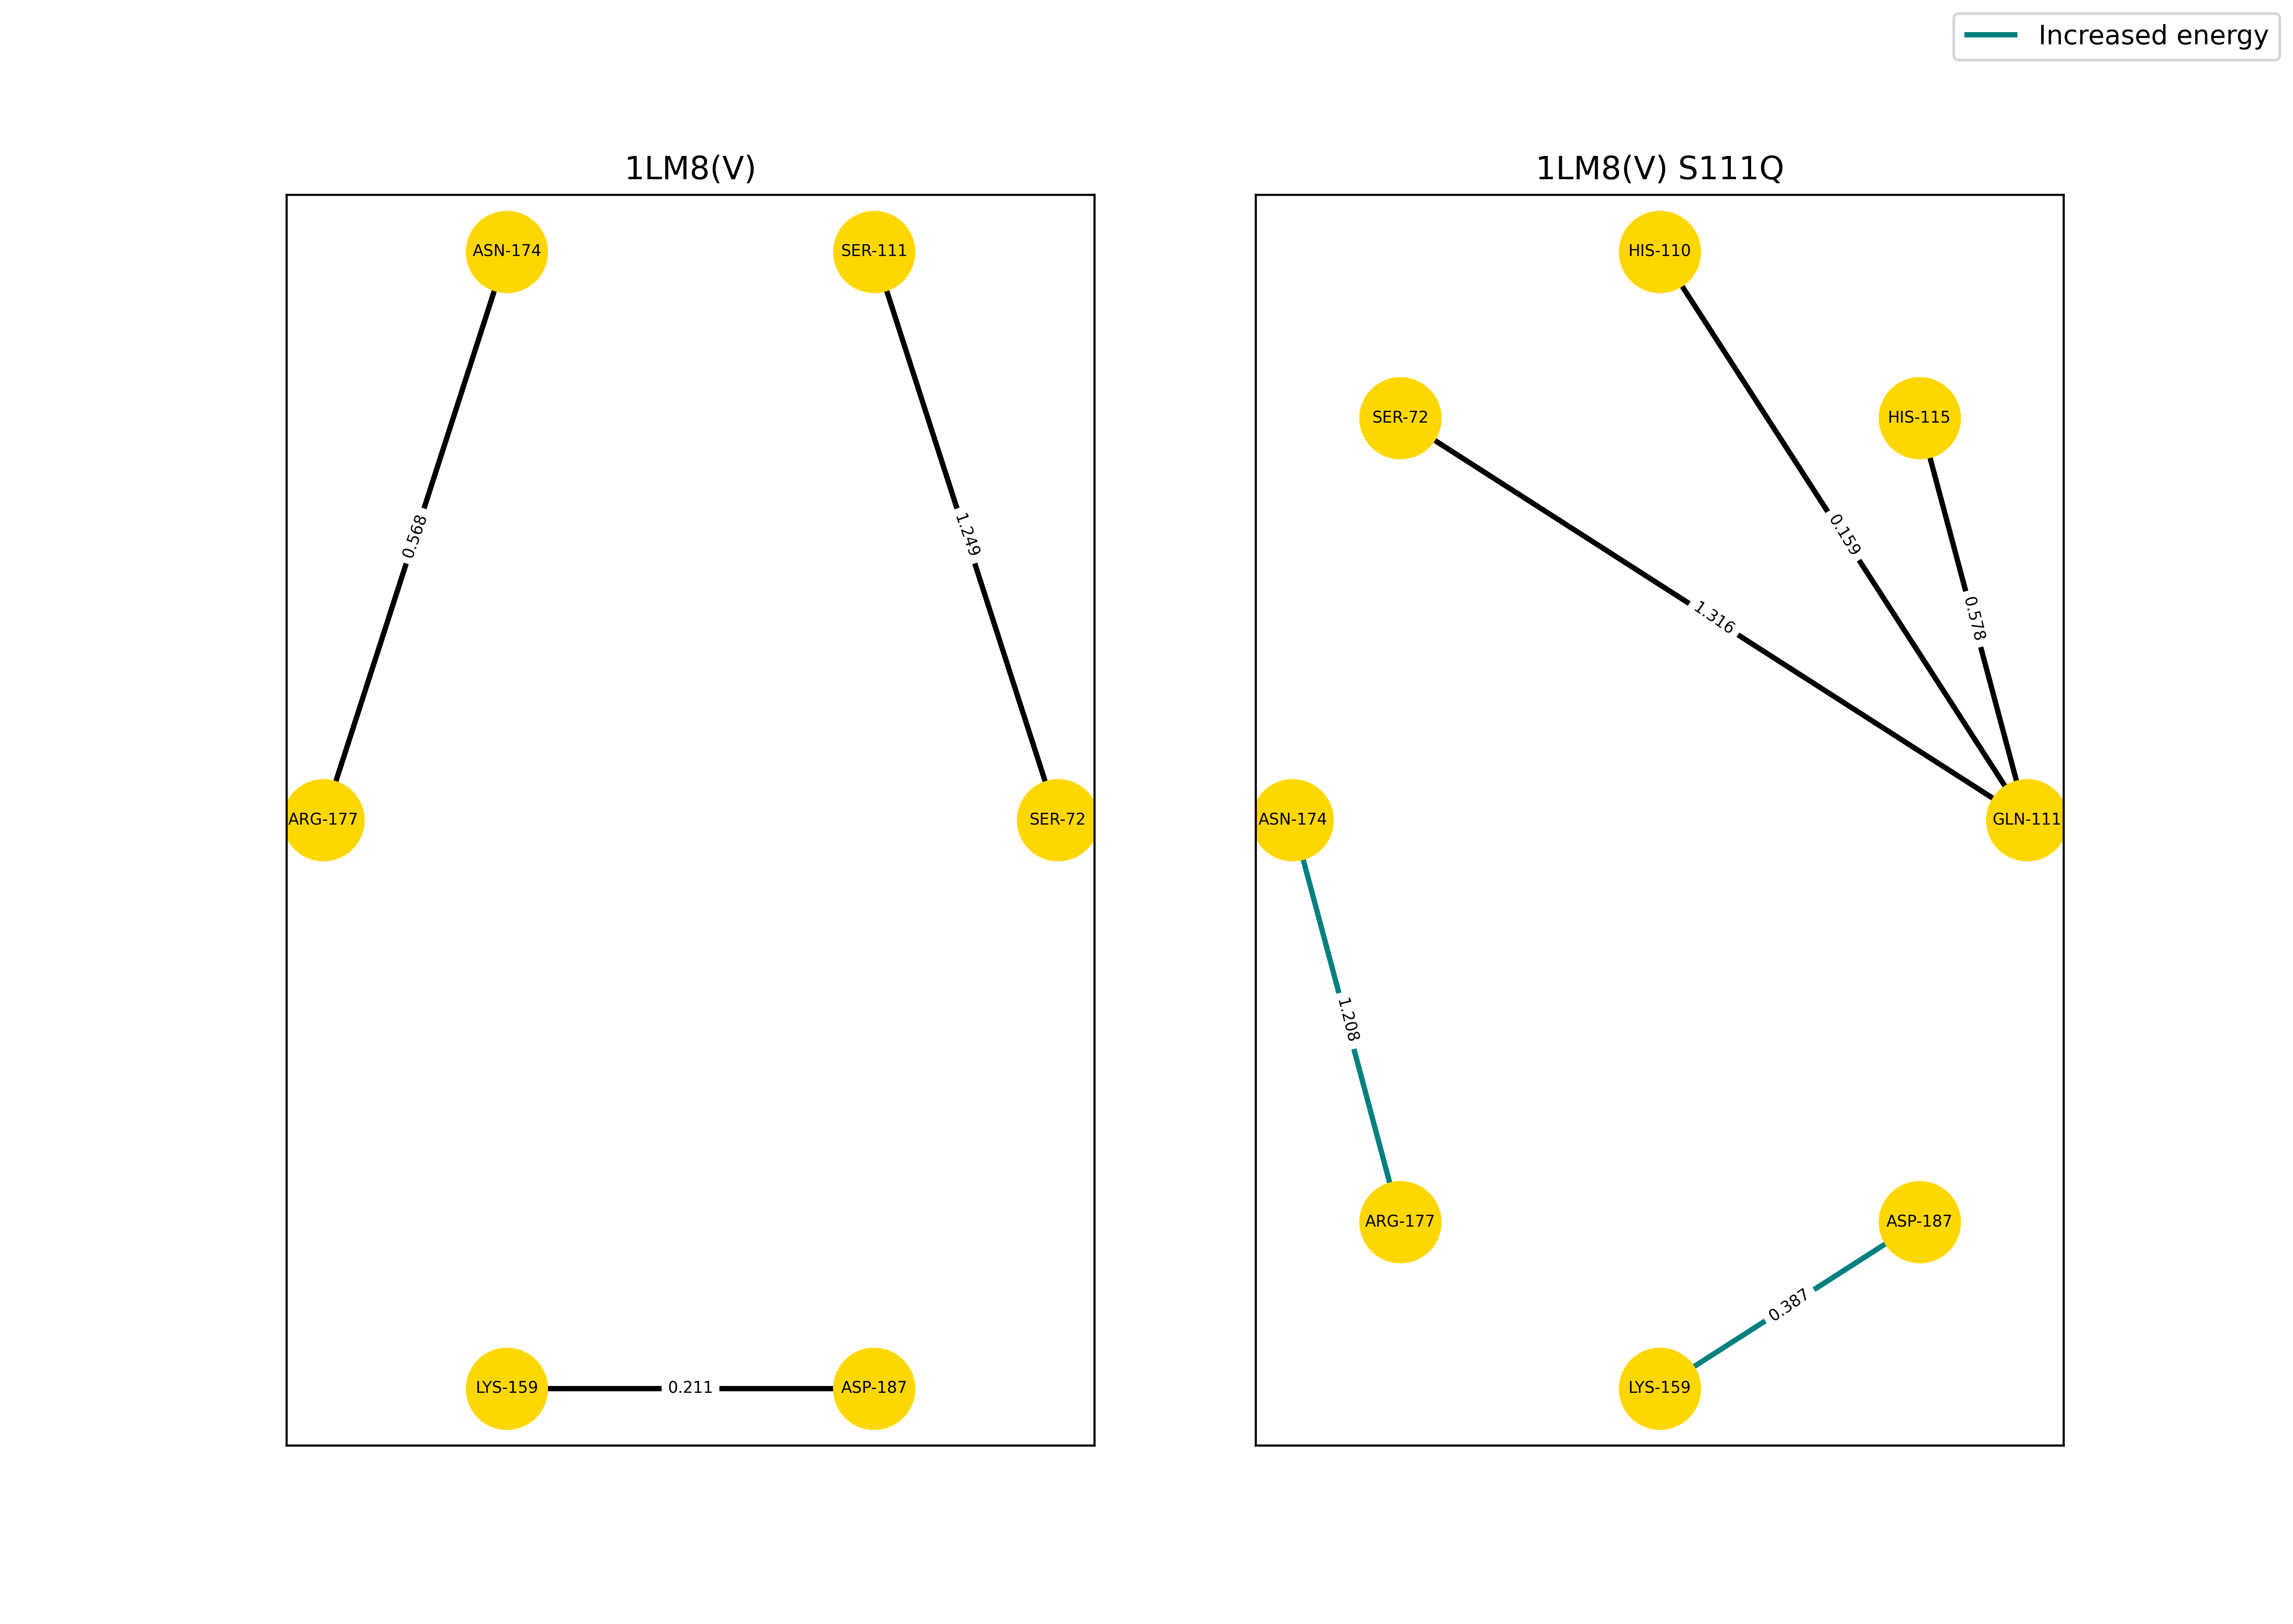 Increased energy
1LM8(V)
ASN-174
SER-111
0.568
1.249
ARG-177
SER-72
LYS-159
0.211
ASP-187
1LM8(V) S111Q
HIS-110
SER-72
HIS-115
0.159
1.316
0.578
ASN-174
GLN-111
1.208
ARG-177
ASP-187
0.387
LYS-159